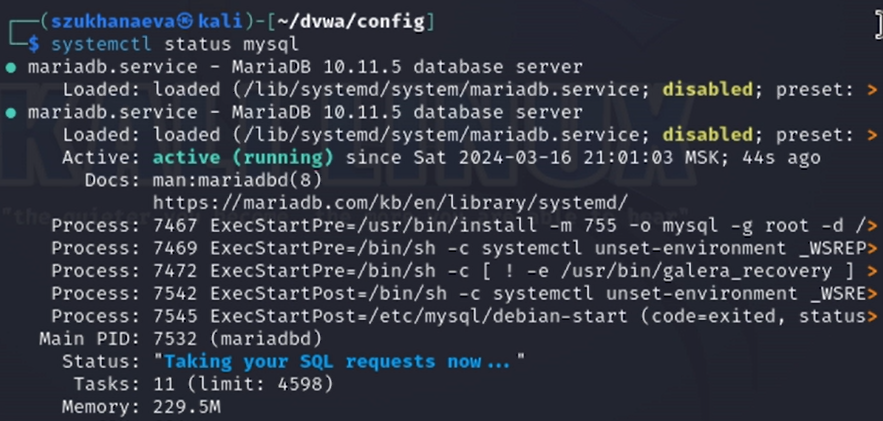 ┌──(szukhanaeva㉿kali)-[~/dvwa/config]
└─$ systemctl status mysql
● mariadb.service - MariaDB 10.11.5 database server
     Loaded: loaded (/lib/systemd/system/mariadb.service; disabled; preset: >
● mariadb.service - MariaDB 10.11.5 database server
     Loaded: loaded (/lib/systemd/system/mariadb.service; disabled; preset: >
     Active: active (running) since Sat 2024-03-16 21:01:03 MSK; 44s ago
       Docs: man:mariadbd(8)
             https://mariadb.com/kb/en/library/systemd/
    Process: 7467 ExecStartPre=/usr/bin/install -m 755 -o mysql -g root -d />
    Process: 7469 ExecStartPre=/bin/sh -c systemctl unset-environment _WSREP>
    Process: 7472 ExecStartPre=/bin/sh -c [ ! -e /usr/bin/galera_recovery ] >
    Process: 7542 ExecStartPost=/bin/sh -c systemctl unset-environment _WSRE>
    Process: 7545 ExecStartPost=/etc/mysql/debian-start (code=exited, status>
   Main PID: 7532 (mariadbd)
     Status: "Taking your SQL requests now..."
      Tasks: 11 (limit: 4598)
     Memory: 229.5M